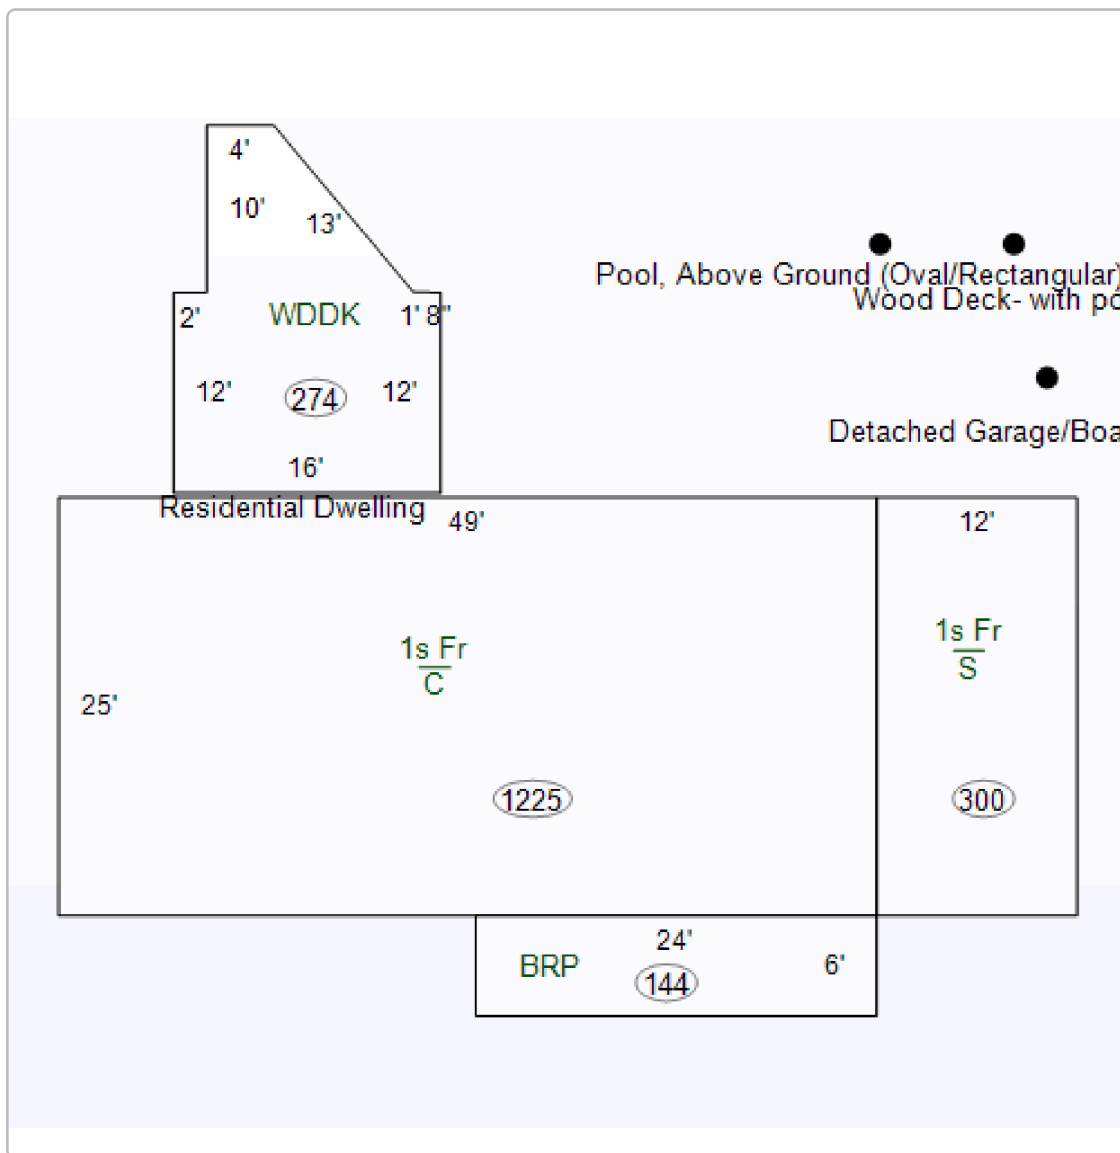 4'
10'
13'
2'
WDDK
1' 8"
12'
274
12'
16'
Pool, Above Ground (Oval/Rectangular)
Wood Deck- with po
Detached Garage/Boa
Residential Dwelling
49'
12'
1s Fr
C
1s Fr
S
25'
1225
300
24'
BRP
6'
144